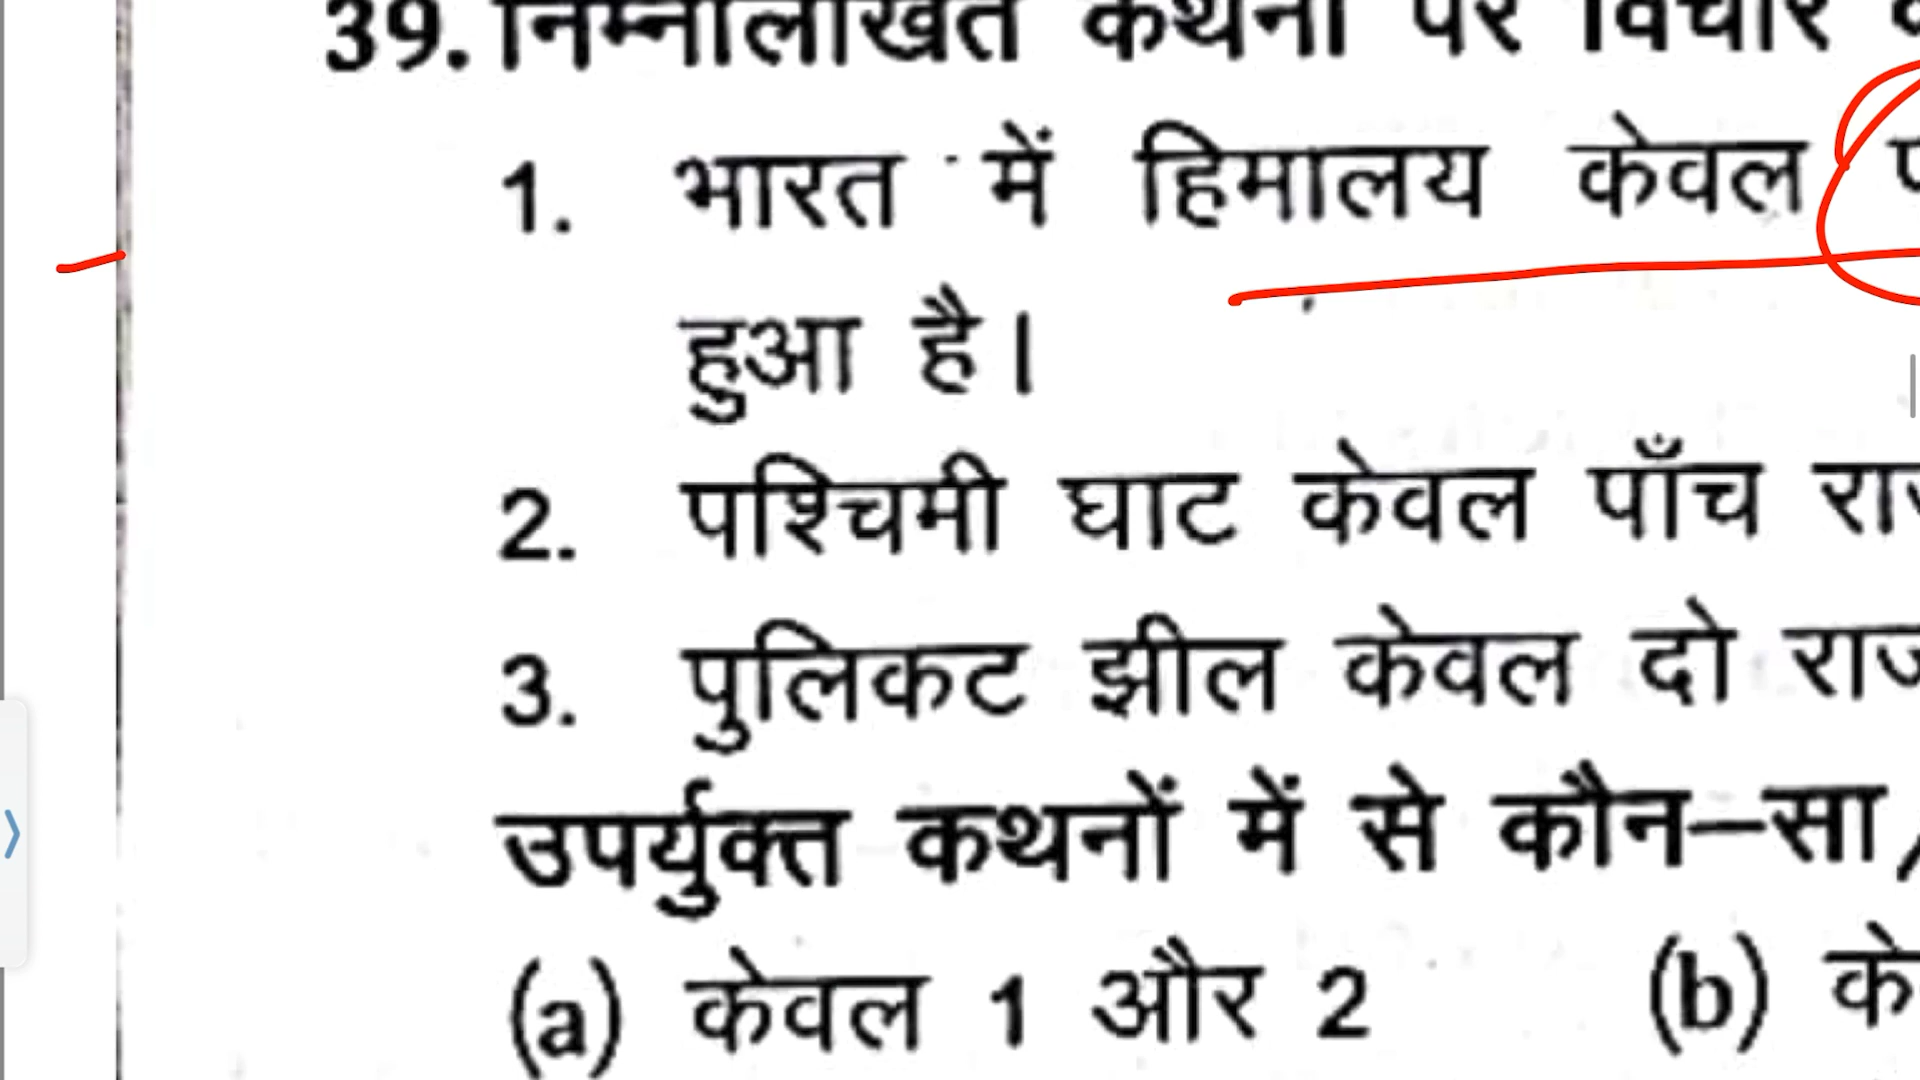 39. निम्नलिखित कथनों पर विचार
1. भारत में हिमालय केवल
हुआ है।
2. पश्चिमी घाट केवल पाँच
3. पुलिकट झील केवल दो
उपर्युक्त कथनों में से कौन-सा
(a) केवल 1 और 2 (b)